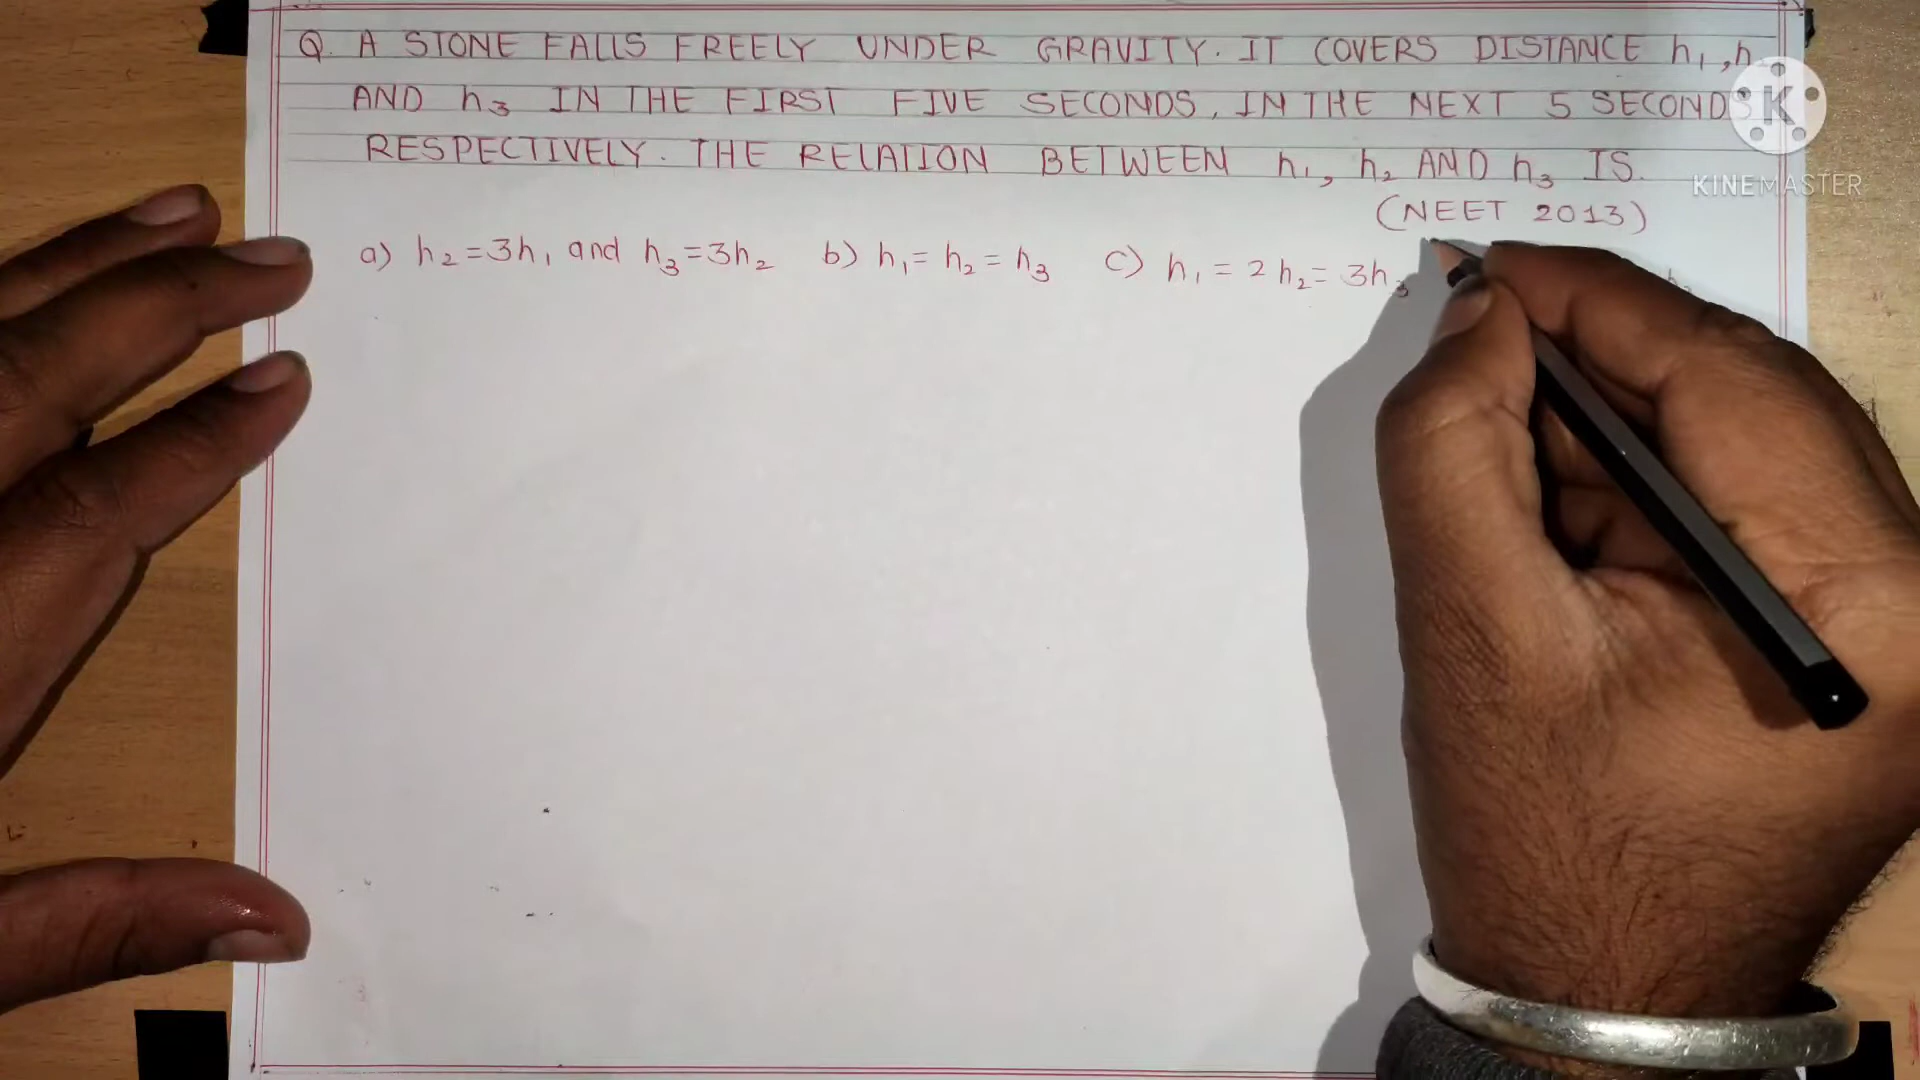 Q. A STONE FALLS FREELY UNDER GRAVITY. IT COVERS DISTANCE h₁, h
AND h₃ IN THE FIRST FIVE SECONDS, IN THE NEXT 5 SECONDS
RESPECTIVELY. THE RELATION BETWEEN h₁, h₂ AND h₃ IS.
(NEET 2013)
a) h₂=3h₁ and h₃=3h₂ b) h₁= h₂ = h₃ c) h₁ = 2h₂= 3h₃
KINEMASTER